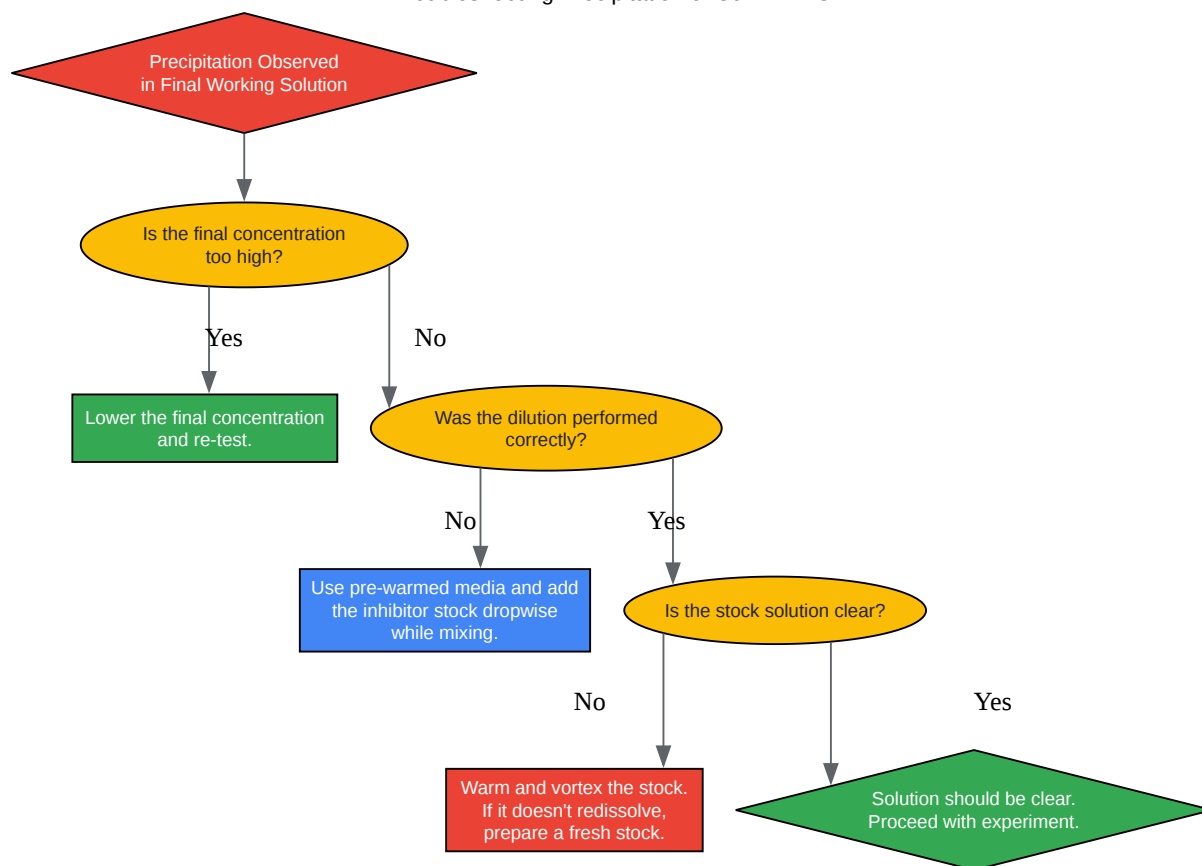 Precipitation Observed
in Final Working Solution
Is the final concentration
too high?
Yes
No
Lower the final concentration
and re-test.
Was the dilution performed
correctly?
No
Yes
Use pre-warmed media and add
the inhibitor stock dropwise
while mixing.
Is the stock solution clear?
No
Yes
Warm and vortex the stock.
If it doesn't redissolve,
prepare a fresh stock.
Solution should be clear.
Proceed with experiment.